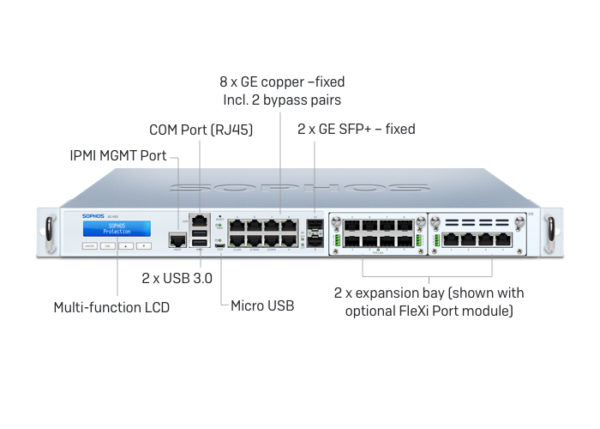 8 x GE copper –fixed
Incl. 2 bypass pairs
COM Port (RJ45)
2 x GE SFP+ – fixed
IPMI MGMT Port
SOPHOS
SOPHOS
SOPHOS
Protection
2 x USB 3.0
Multi-function LCD
Micro USB
2 x expansion bay (shown with
optional FleXi Port module)